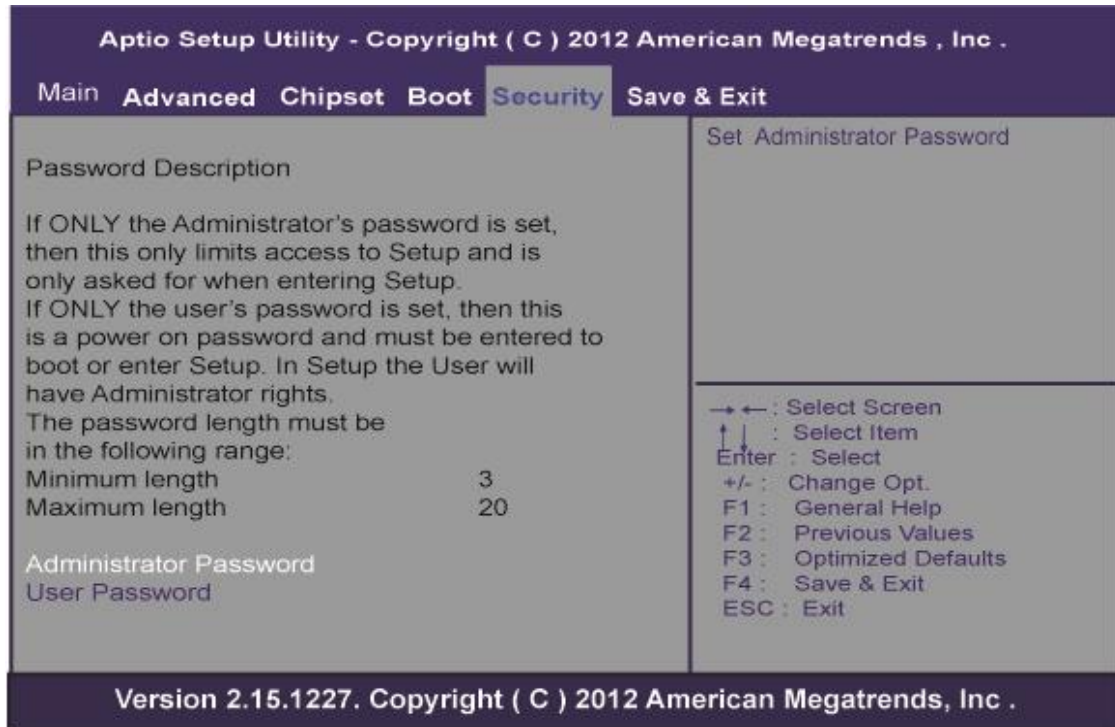 Aptio Setup Utility - Copyright ( C ) 2012 American Megatrends , Inc .
Main Advanced Chipset Boot Security Save & Exit
Password Description
If ONLY the Administrator's password is set,
then this only limits access to Setup and is
only asked for when entering Setup.
If ONLY the user's password is set, then this
is a power on password and must be entered to
boot or enter Setup. In Setup the User will
have Administrator rights.
The password length must be
in the following range:
Minimum length 3
Maximum length 20
Administrator Password
User Password
Set Administrator Password
→ ← : Select Screen
↑ ↓ : Select Item
Enter : Select
+/- : Change Opt.
F1 : General Help
F2 : Previous Values
F3 : Optimized Defaults
F4 : Save & Exit
ESC : Exit
Version 2.15.1227. Copyright ( C ) 2012 American Megatrends, Inc .